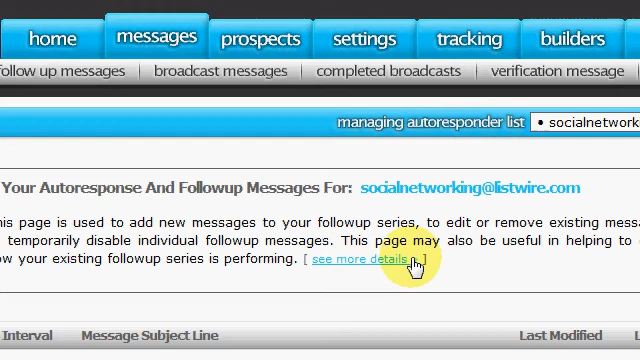 home messages prospects settings tracking builders
follow up messages broadcast messages completed broadcasts verification message
managing autoresponder list • socialnetwork
Your Autoresponse And Followup Messages For: socialnetworking@listwire.com
his page is used to add new messages to your followup series, to edit or remove existing messa
temporarily disable individual followup messages. This page may also be useful in helping to
ow your existing followup series is performing. [ see more details ]
Interval Message Subject Line Last Modified